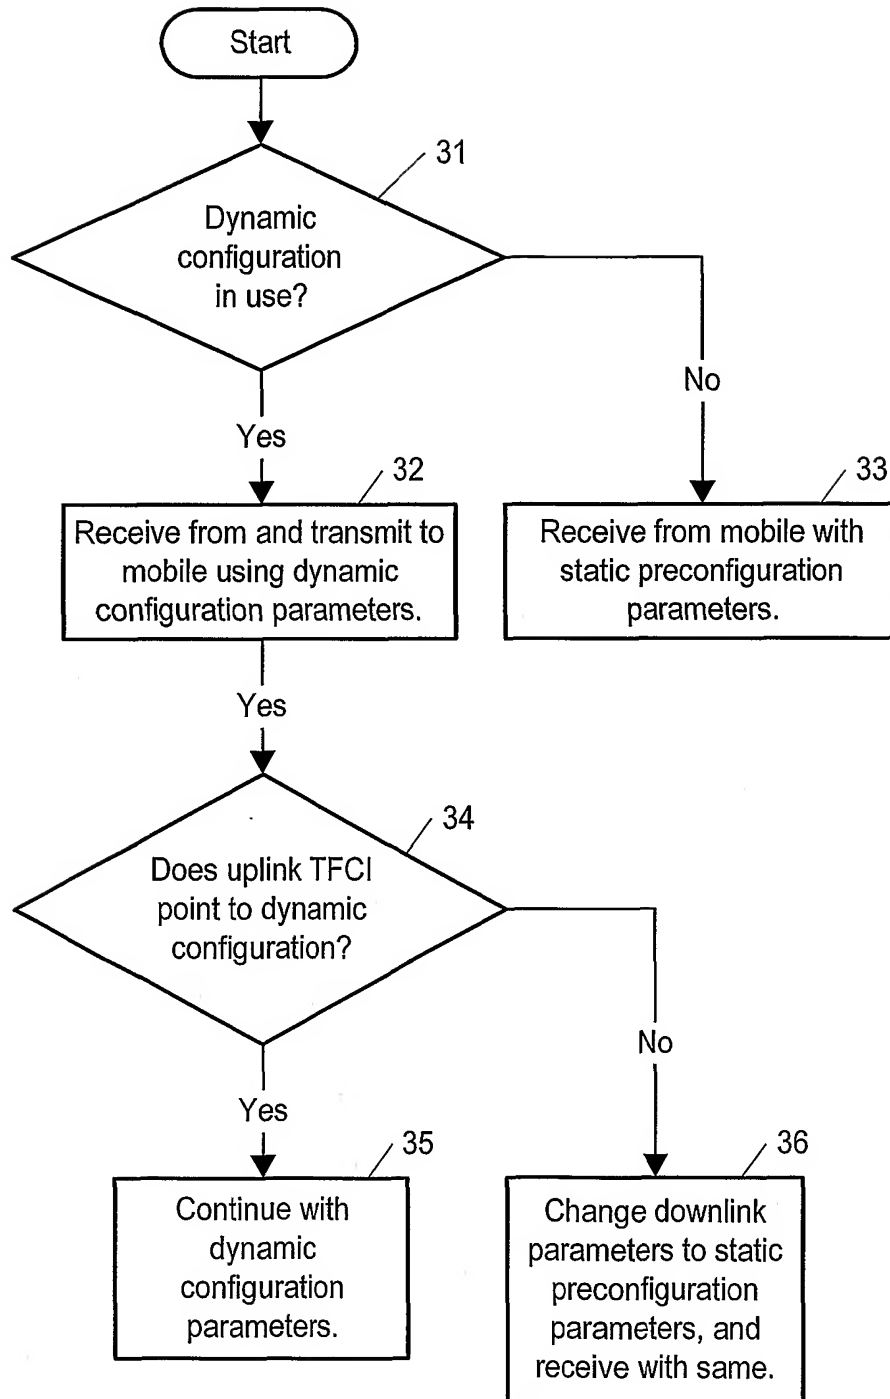 Start
31
Dynamic
configuration
in use?
No
Yes
32
33
Receive from and transmit to
mobile using dynamic
configuration parameters.
Receive from mobile with
static preconfiguration
parameters.
Yes
34
Does uplink TFCI
point to dynamic
configuration?
No
Yes
35
36
Continue with
dynamic
configuration
parameters.
Change downlink
parameters to static
preconfiguration
parameters, and
receive with same.